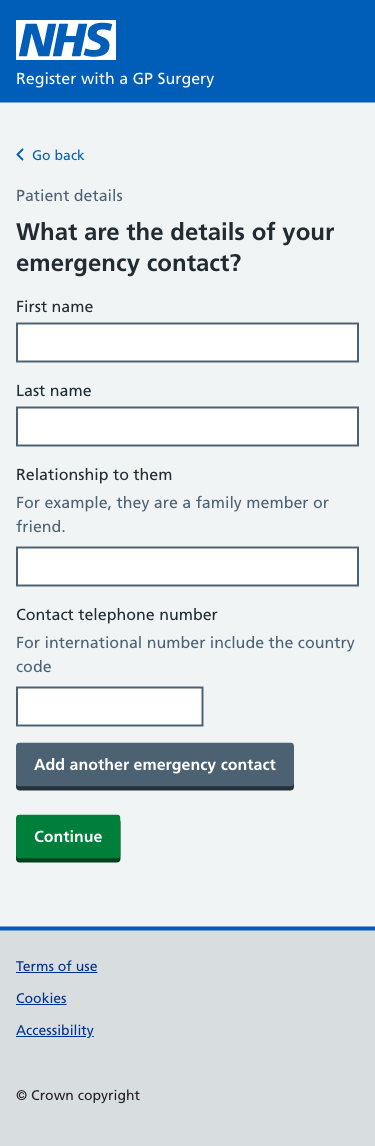 NHS
Register with a GP Surgery
Go back
Patient details
What are the details of your
emergency contact?
First name
Last name
Relationship to them
For example, they are a family member or
friend.
Contact telephone number
For international number include the country
code
Add another emergency contact
Continue
Terms of use
Cookies
Accessibility
© Crown copyright